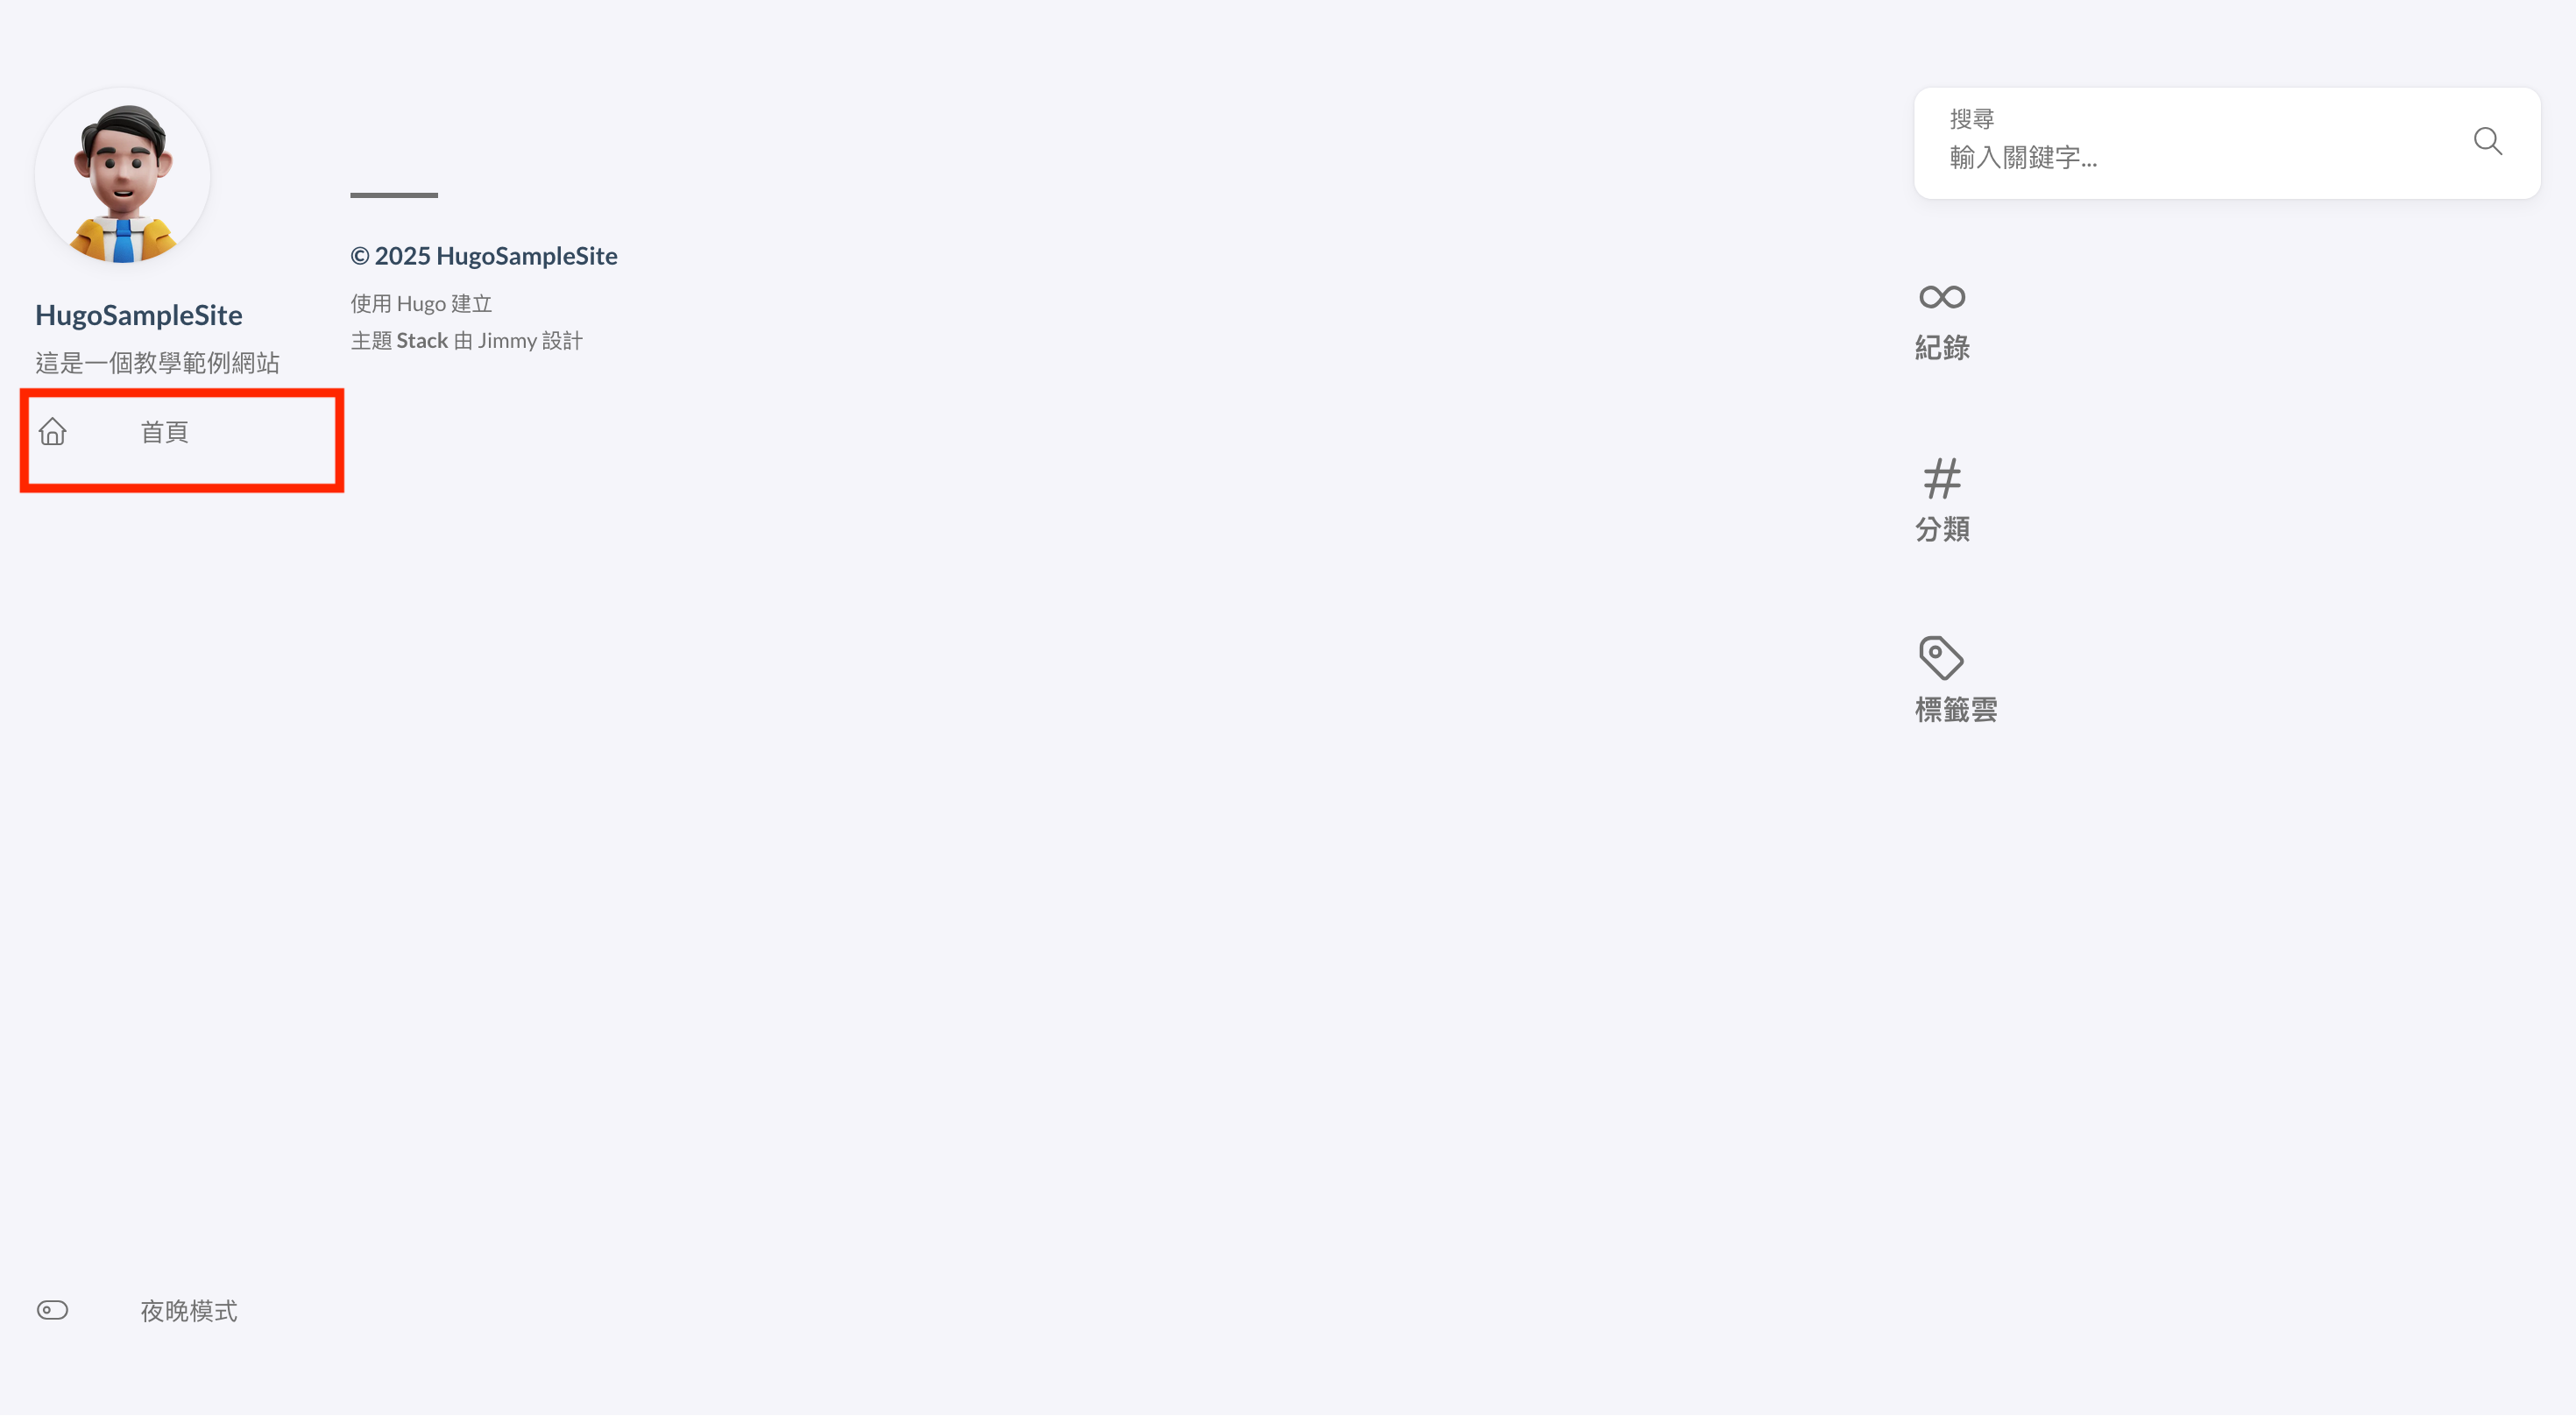 HugoSampleSite
這是一個教學範例網站
首頁
夜晚模式
© 2025 HugoSampleSite
使用 Hugo 建立
主題 Stack 由 Jimmy 設計
搜尋
輸入關鍵字...
紀錄
分類
標籤雲